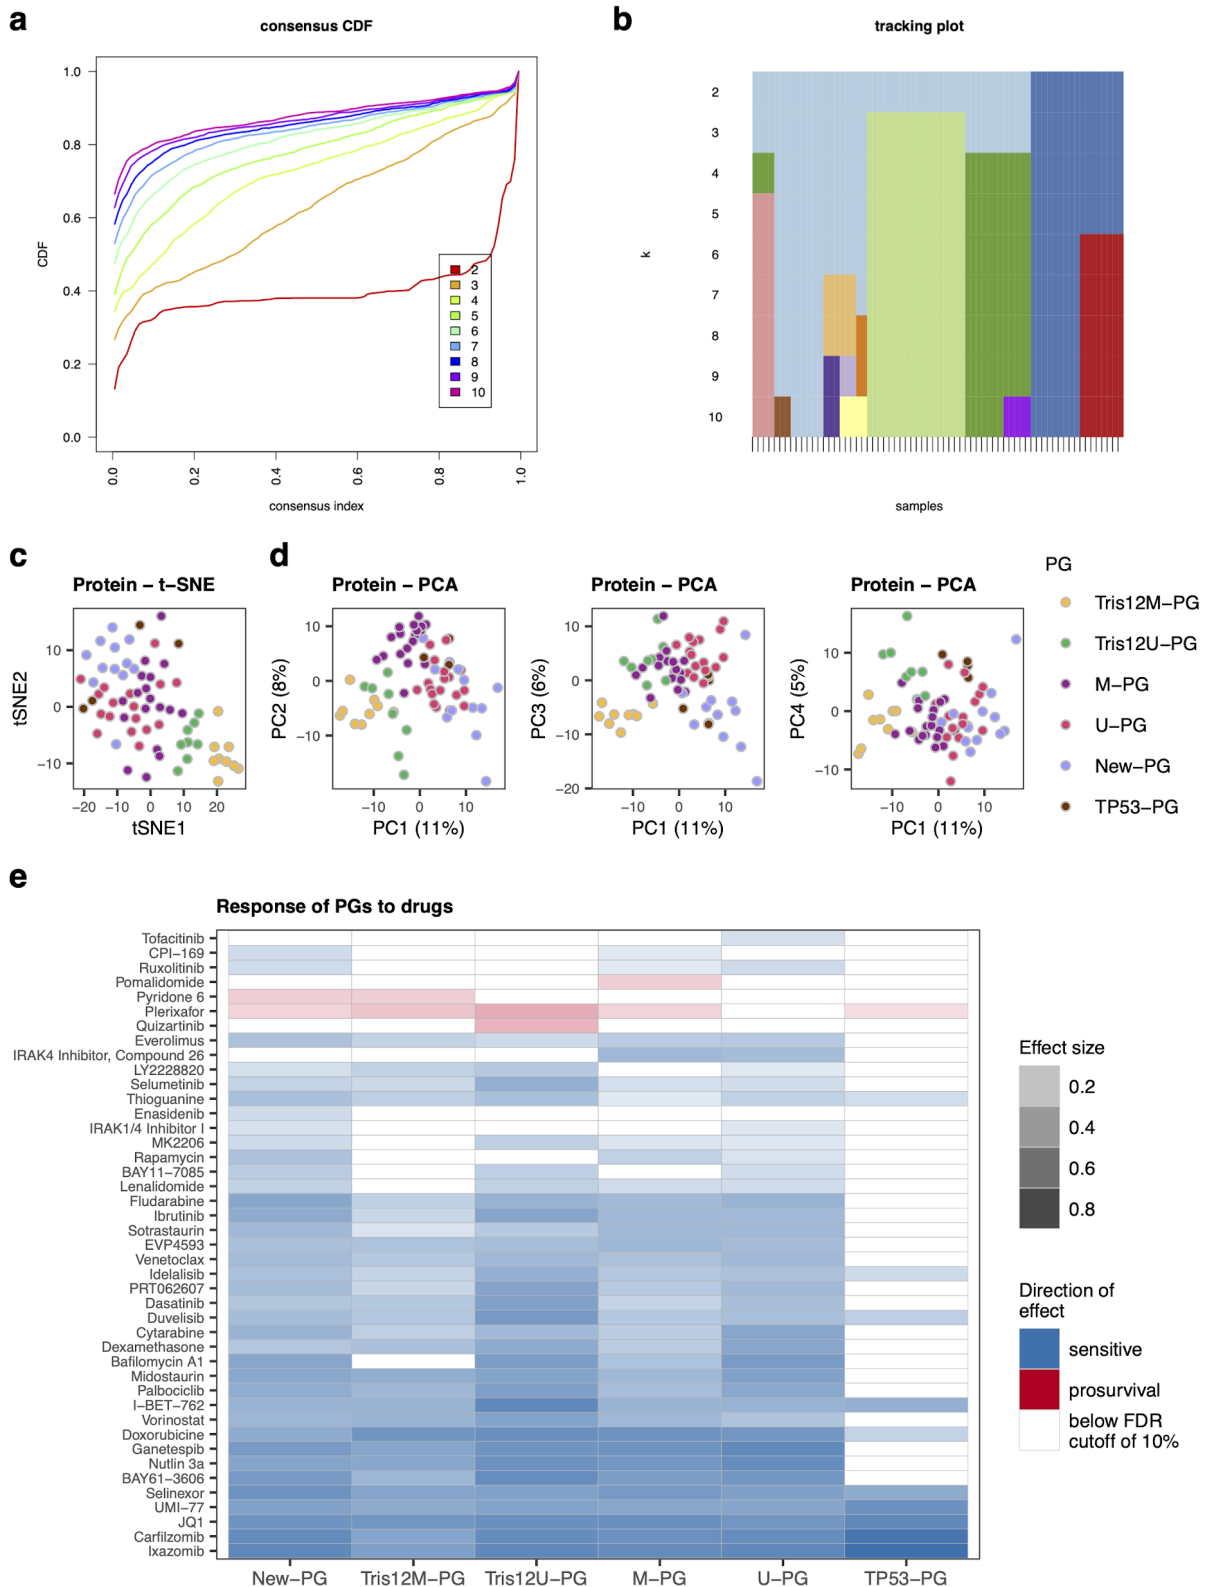 a
consensus CDF
1.0
0.8
0.6
0.4
0.2
0.0
CDF
2
3
4
5
6
7
8
9
10
0.0
0.2
0.4
0.6
0.8
1.0
consensus index
b
tracking plot
2
3
4
5
6
7
8
9
10
k
samples
c
Protein – t–SNE
10
0
−10
tSNE2
−20 −10 0 10 20
tSNE1
d
Protein – PCA
10
0
−10
PC2 (8%)
−10 0 10
PC1 (11%)
Protein – PCA
10
0
−10
−20
PC3 (6%)
−10 0 10
PC1 (11%)
Protein – PCA
10
0
−10
PC4 (5%)
−10 0 10
PC1 (11%)
PG
Tris12M–PG
Tris12U–PG
M–PG
U–PG
New–PG
TP53–PG
e
Response of PGs to drugs
Tofacitinib
CPI–169
Ruxolitinib
Pomalidomide
Pyridone 6
Plerixafor
Quizartinib
Everolimus
IRAK4 Inhibitor, Compound 26
LY2228820
Selumetinib
Thioguanine
Enasidenib
IRAK1/4 Inhibitor I
MK2206
Rapamycin
BAY11–7085
Lenalidomide
Fludarabine
Ibrutinib
Sotrastaurin
EVP4593
Venetoclax
Idelalisib
PRT062607
Dasatinib
Duvelisib
Cytarabine
Dexamethasone
Bafilomycin A1
Midostaurin
Palbociclib
I–BET–762
Vorinostat
Doxorubicine
Ganetespib
Nutlin 3a
BAY61–3606
Selinexor
UMI–77
JQ1
Carfilzomib
Ixazomib
New–PG Tris12M–PG Tris12U–PG M–PG U–PG TP53–PG
Effect size
0.2
0.4
0.6
0.8
Direction of
effect
sensitive
prosurvival
below FDR
cutoff of 10%